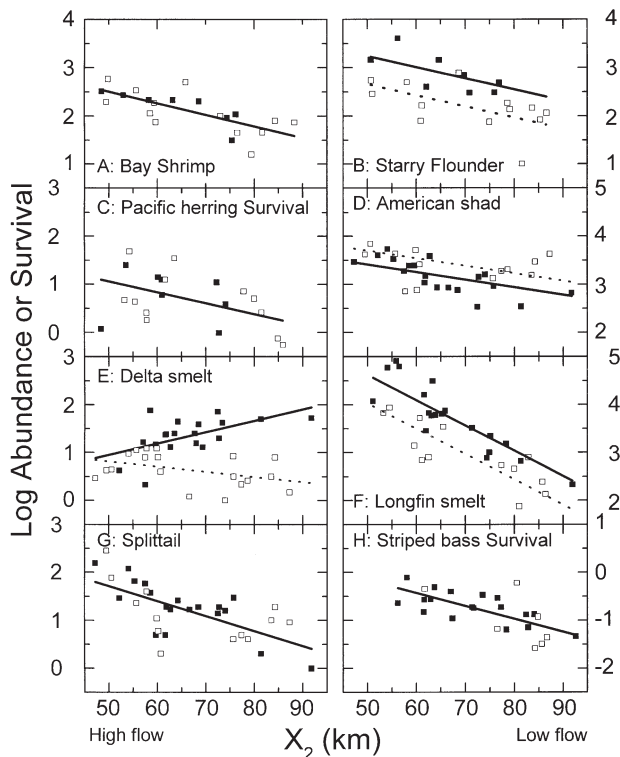 Log Abundance or Survival
4
3
2
1
A: Bay Shrimp
4
3
2
1
B: Starry Flounder
3
2
1
0
C: Pacific herring Survival
5
4
3
2
D: American shad
3
2
1
0
E: Delta smelt
5
4
3
2
1
F: Longfin smelt
3
2
1
0
G: Splittail
0
-1
-2
H: Striped bass Survival
50 60 70 80 90
50 60 70 80 90
High flow
X2 (km)
Low flow